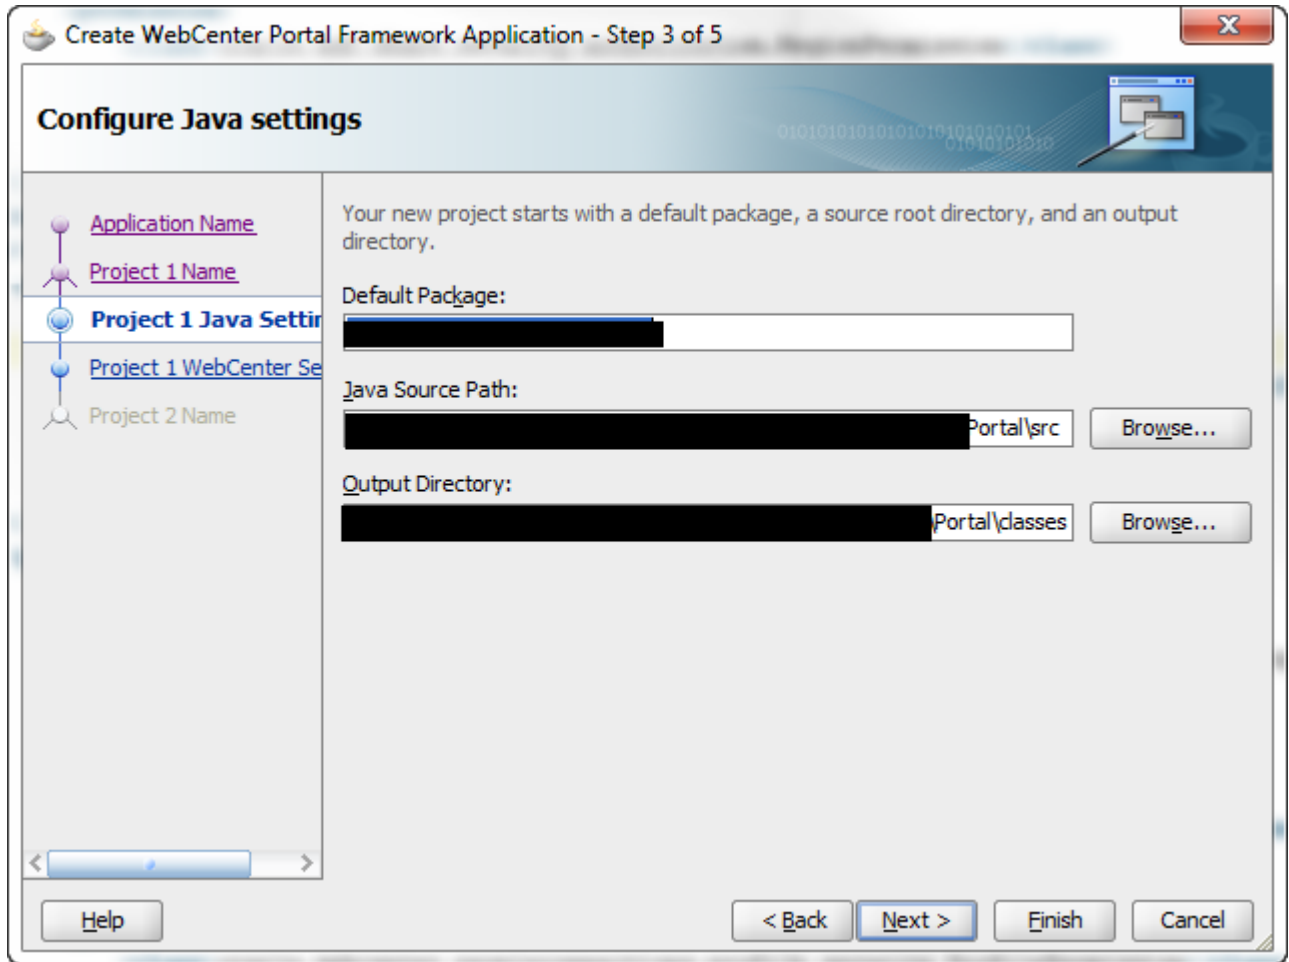 Create WebCenter Portal Framework Application - Step 3 of 5
Configure Java settings
010101010101010101010101
01010101010
Application Name
Project 1 Name
Project 1 Java Settin
Project 1 WebCenter Se
Project 2 Name
Your new project starts with a default package, a source root directory, and an output
directory.
Default Package:
Java Source Path:
Portal\src
Browse...
Output Directory:
\Portal\classes
Browse...
Help
< Back
Next >
Finish
Cancel